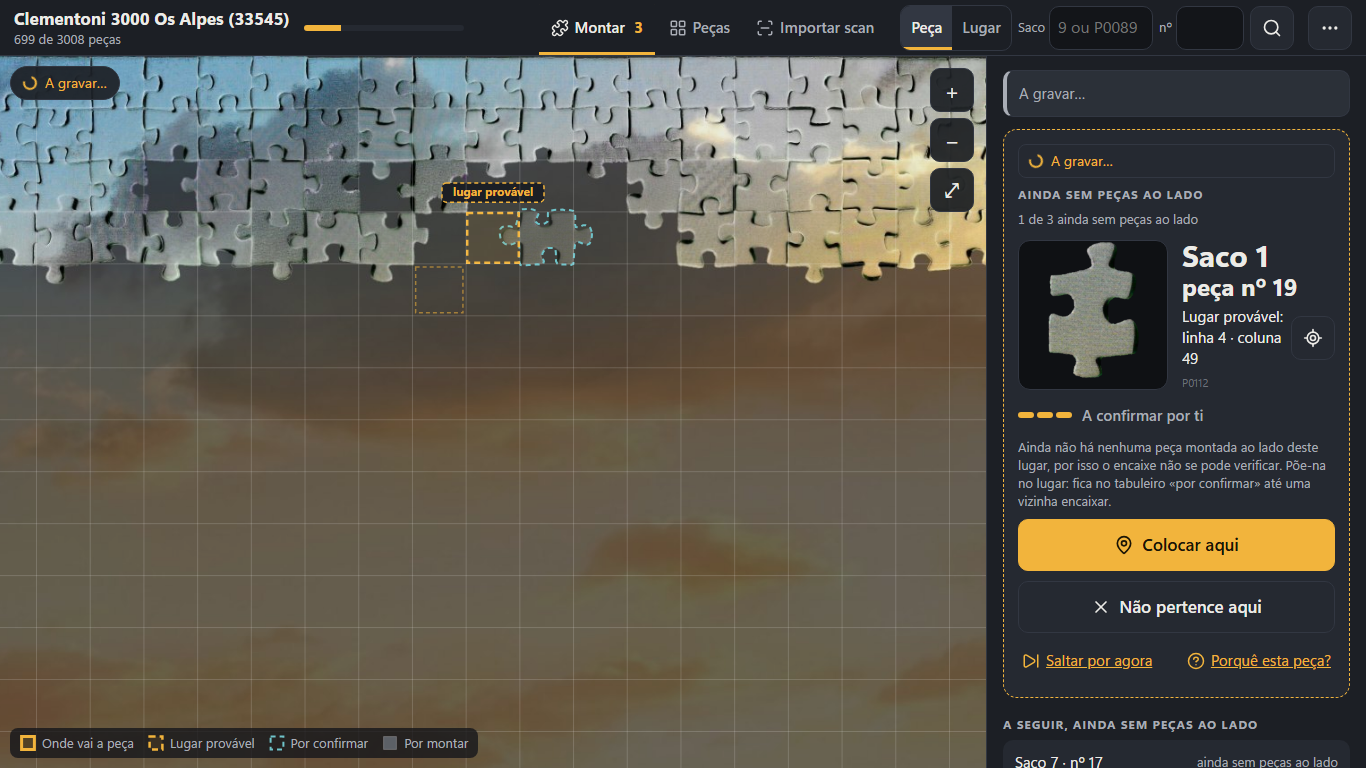 Clementoni 3000 Os Alpes (33545)
699 de 3008 peças
Montar 3
Peças
Importar scan
Peça
Lugar
Saco
9 ou P0089
nº
A gravar...
lugar provável
Onde vai a peça
Lugar provável
Por confirmar
Por montar
A gravar...
A gravar...
AINDA SEM PEÇAS AO LADO
1 de 3 ainda sem peças ao lado
Saco 1
peça nº 19
Lugar provável:
linha 4 · coluna
49
P0112
A confirmar por ti
Ainda não há nenhuma peça montada ao lado deste
lugar, por isso o encaixe não se pode verificar. Põe-na
no lugar: fica no tabuleiro «por confirmar» até uma
vizinha encaixar.
Colocar aqui
Não pertence aqui
Saltar por agora
Porquê esta peça?
A SEGUIR, AINDA SEM PEÇAS AO LADO
Saco 7 · nº 17
ainda sem peças ao lado